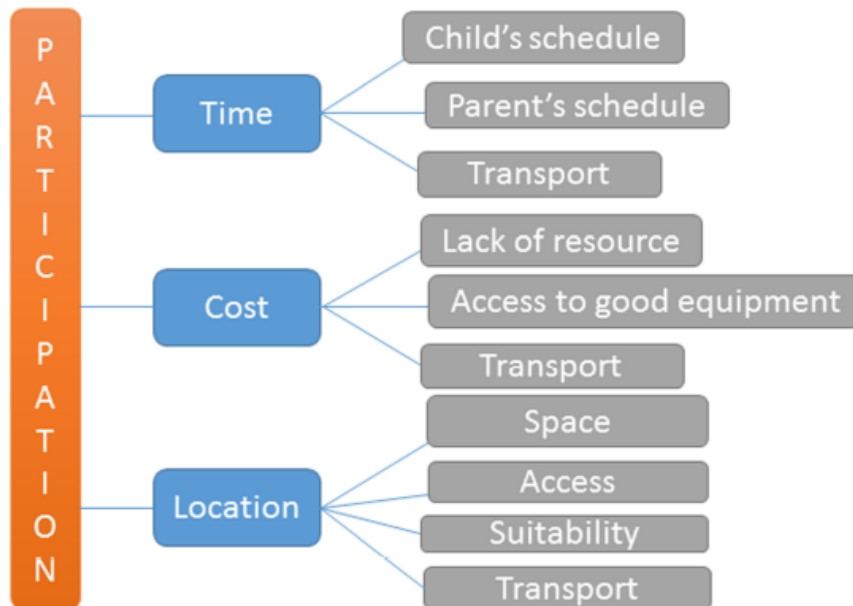 PARTICIPATION
Time
Child's schedule
Parent's schedule
Transport
Cost
Lack of resource
Access to good equipment
Transport
Location
Space
Access
Suitability
Transport